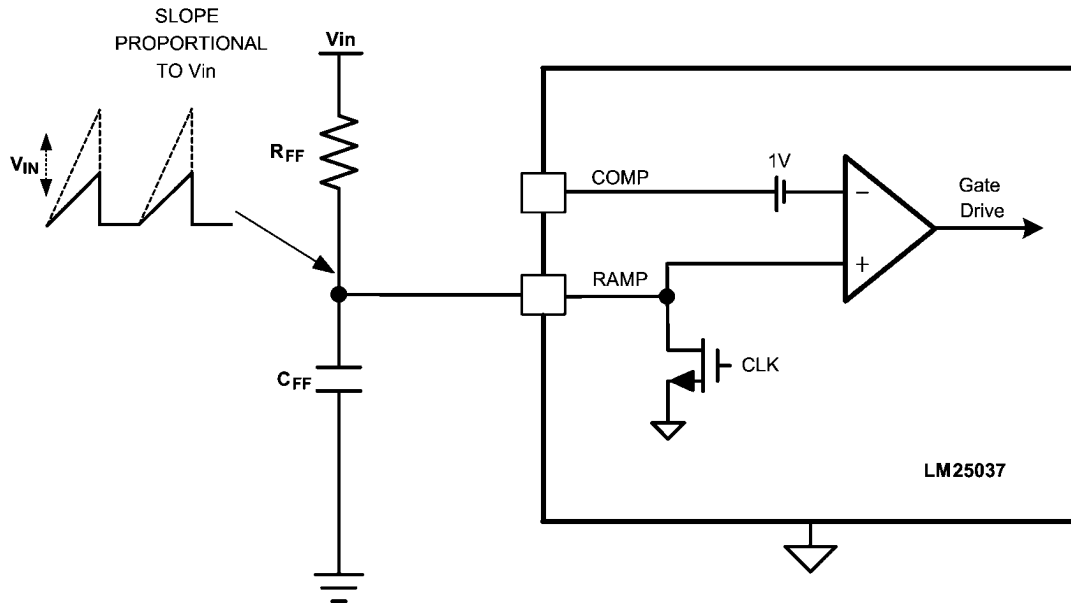 SLOPE
PROPORTIONAL
TO Vin
Vin
VIN
RFF
COMP
1V
−
Gate
Drive
RAMP
+
CFF
CLK
LM25037